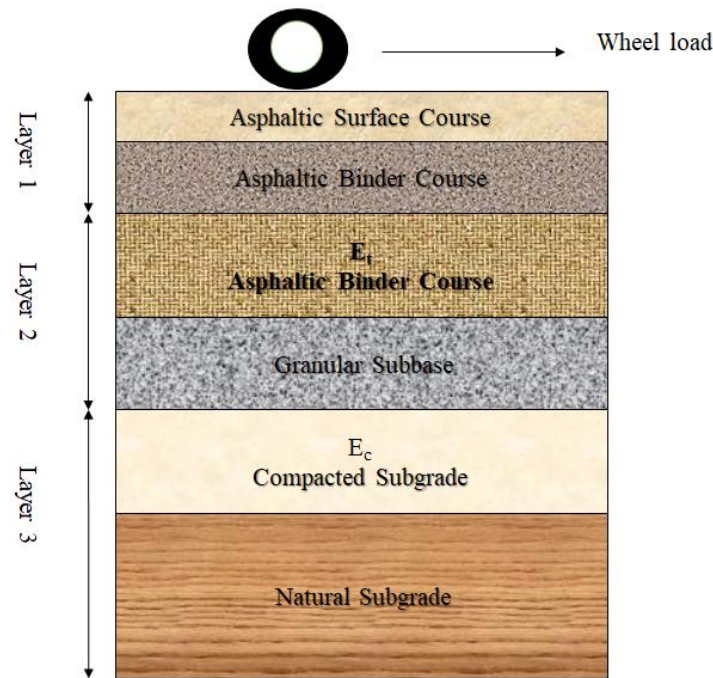 Wheel load
Layer 1
Asphaltic Surface Course
Asphaltic Binder Course
Layer 2
Et
Asphaltic Binder Course
Granular Subbase
Layer 3
Ec
Compacted Subgrade
Natural Subgrade